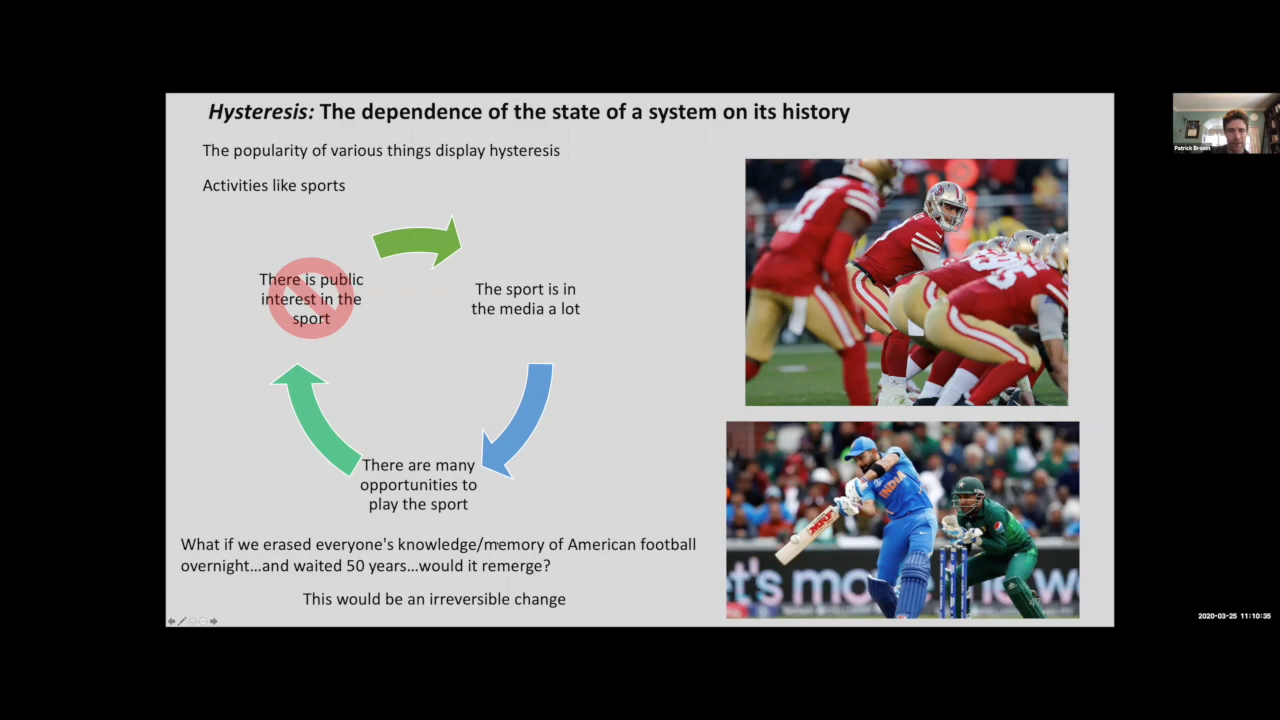 Hysteresis: The dependence of the state of a system on its history
The popularity of various things display hysteresis
Activities like sports
There is public
interest in the
sport
The sport is in
the media a lot
There are many
opportunities to
play the sport
What if we erased everyone's knowledge/memory of American football
overnight...and waited 50 years...would it remerge?
This would be an irreversible change
INDIA
Patrick Brown
2020-03-25 11:10:35